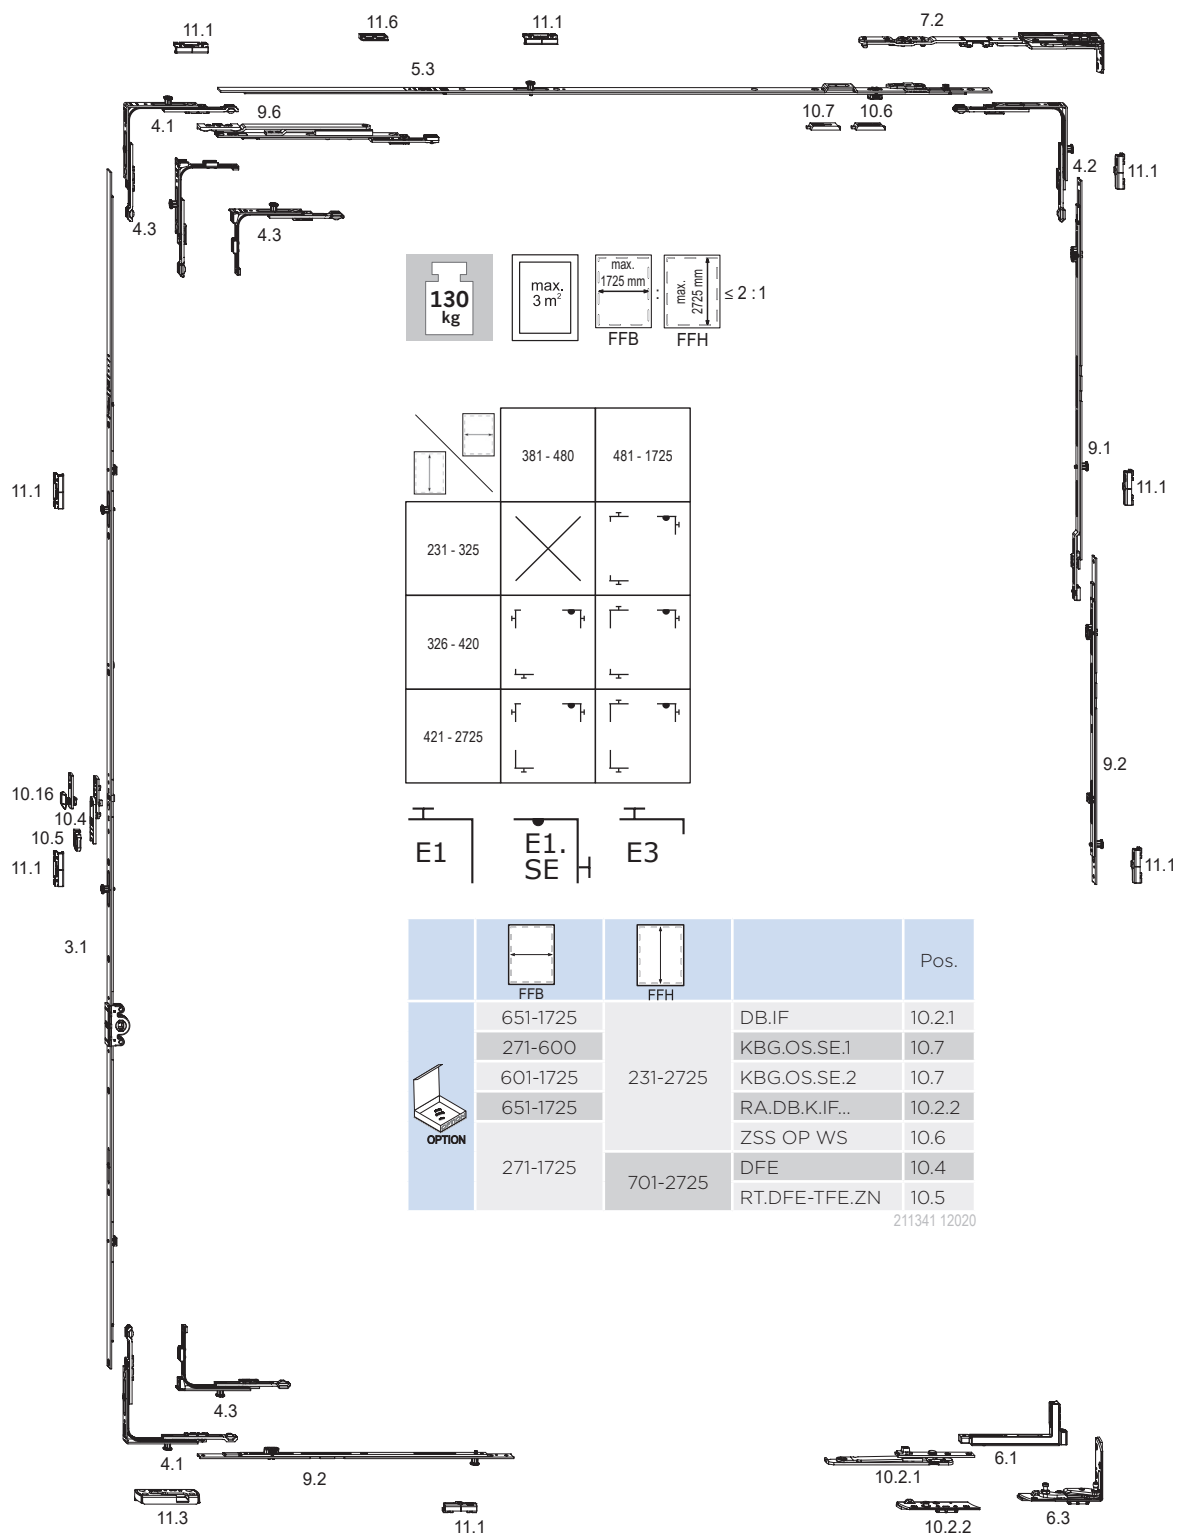 11.1
11.6
11.1
7.2
5.3
4.1
9.6
10.7
10.6
4.2
11.1
4.3
4.3
130
kg
max.
3 m²
max.
1725 mm
FFB
:
max.
2725 mm
FFH
≤ 2 : 1
381 - 480
481 - 1725
9.1
11.1
11.1
231 - 325
326 - 420
421 - 2725
9.2
10.16
10.4
10.5
11.1
E1
E1.
SE
E3
11.1
3.1
FFB
FFH
Pos.
651-1725
DB.IF
10.2.1
271-600
KBG.OS.SE.1
10.7
601-1725
231-2725
KBG.OS.SE.2
10.7
651-1725
RA.DB.K.IF...
10.2.2
OPTION
ZSS OP WS
10.6
271-1725
701-2725
DFE
10.4
RT.DFE-TFE.ZN
10.5
211341 12020
4.3
4.1
9.2
6.1
10.2.1
11.3
11.1
10.2.2
6.3